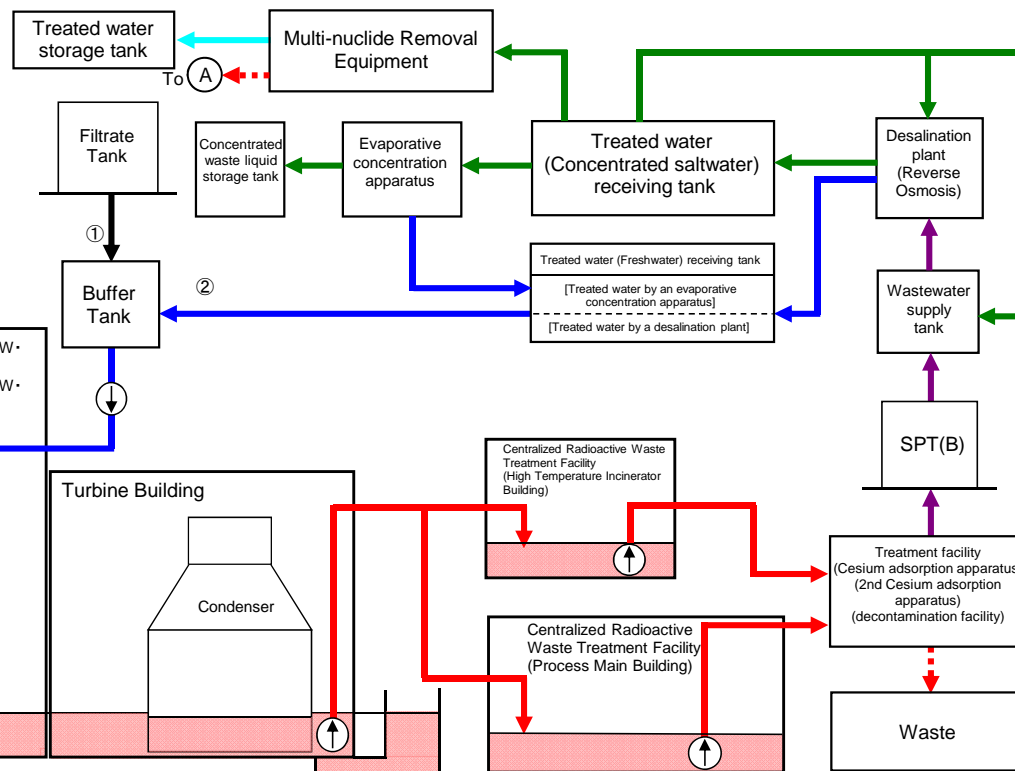 Treated water
storage tank
Multi-nuclide Removal
Equipment
To
A
Filtrate
Tank
Concentrated
waste liquid
storage tank
Evaporative
concentration
apparatus
Treated water
(Concentrated saltwater)
receiving tank
Desalination
plant
(Reverse
Osmosis)
①
②
Buffer
Tank
Treated water (Freshwater) receiving tank
[Treated water by an evaporative
concentration apparatus]
[Treated water by a desalination plant]
Wastewater
supply
tank
W·
W·
SPT(B)
Turbine Building
Condenser
Centralized Radioactive Waste
Treatment Facility
(High Temperature Incinerator
Building)
Centralized Radioactive
Waste Treatment Facility
(Process Main Building)
Treatment facility
(Cesium adsorption apparatus
(2nd Cesium adsorption
apparatus)
(decontamination facility)
Waste